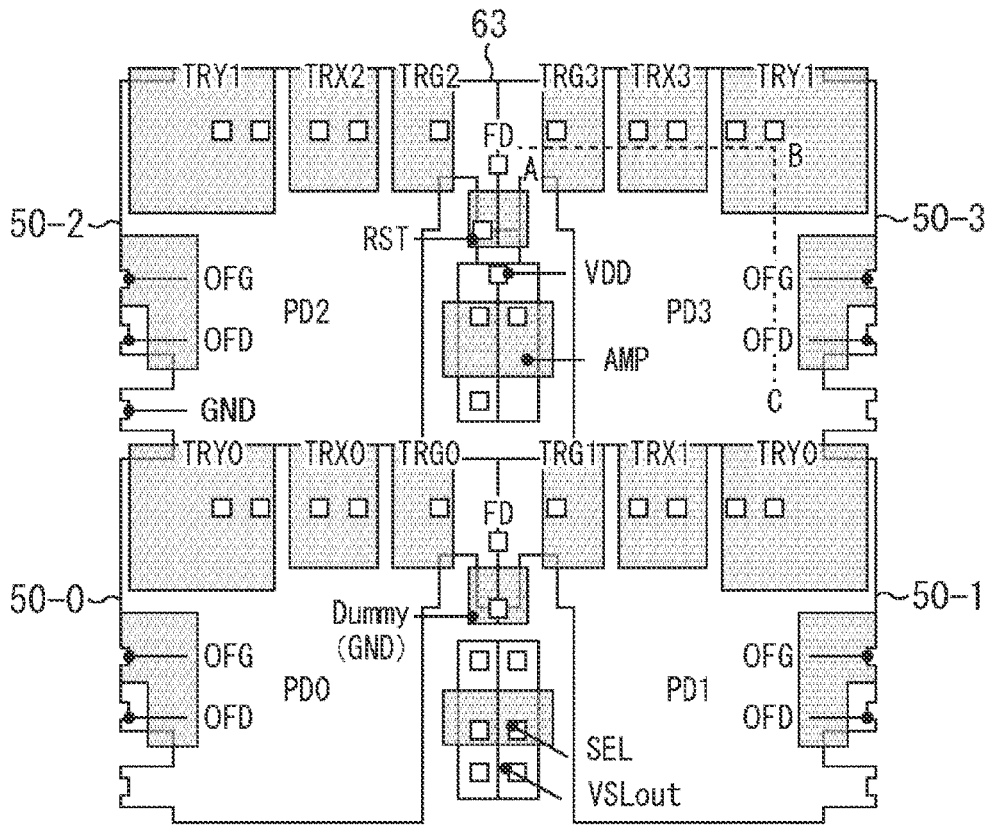 63
TRY1 TRX2 TRG2 TRG3 TRX3 TRY1
FD
A
B
50-2
50-3
RST
VDD
OFG
OFG
PD2
PD3
OFD
OFD
AMP
C
GND
TRY0 TRX0 TRG0 TRG1 TRX1 TRY0
FD
50-0
50-1
Dummy
(GND)
OFG
OFG
PD0
PD1
OFD
OFD
SEL
VSLout